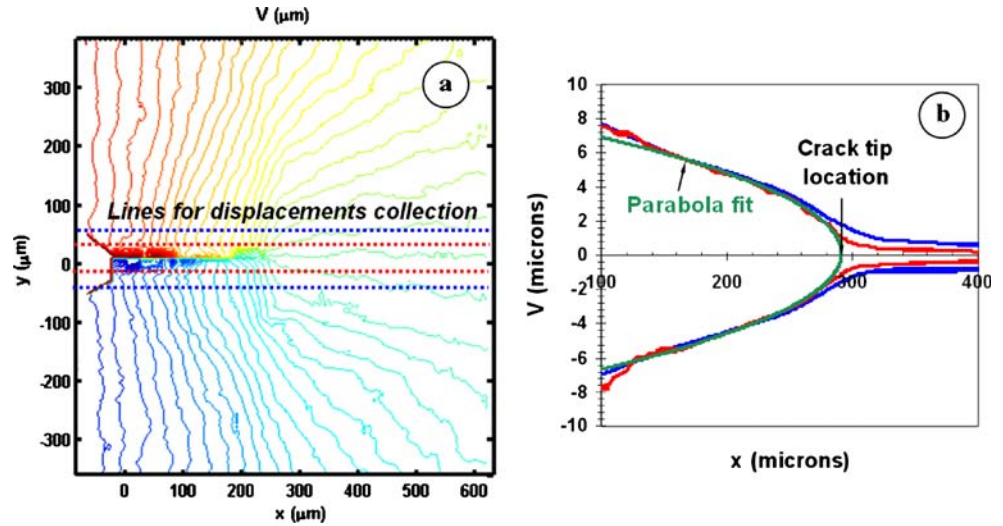 V (µm)
a
300
200
100
0
-100
-200
-300
y (µm)
Lines for displacements collection
0 100 200 300 400 500 600
x (µm)
b
10
8
6
4
2
0
-2
-4
-6
-8
-10
V (microns)
Crack tip
location
Parabola fit
100 200 300 400
x (microns)